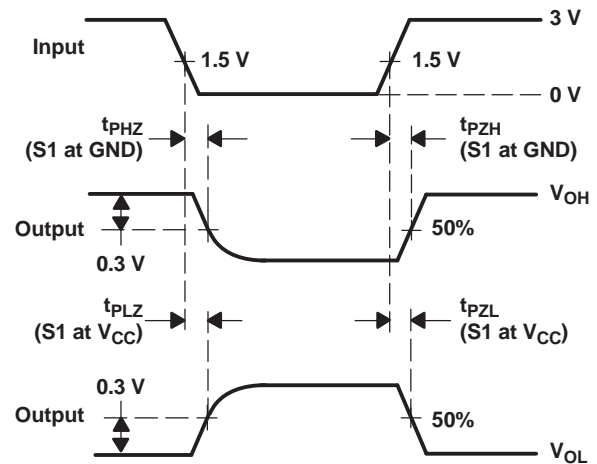 3 V
Input
1.5 V
1.5 V
0 V
tPHZ
(S1 at GND)
tPZH
(S1 at GND)
VOH
Output
50%
0.3 V
tPLZ
(S1 at VCC)
tPZL
(S1 at VCC)
0.3 V
Output
50%
VOL